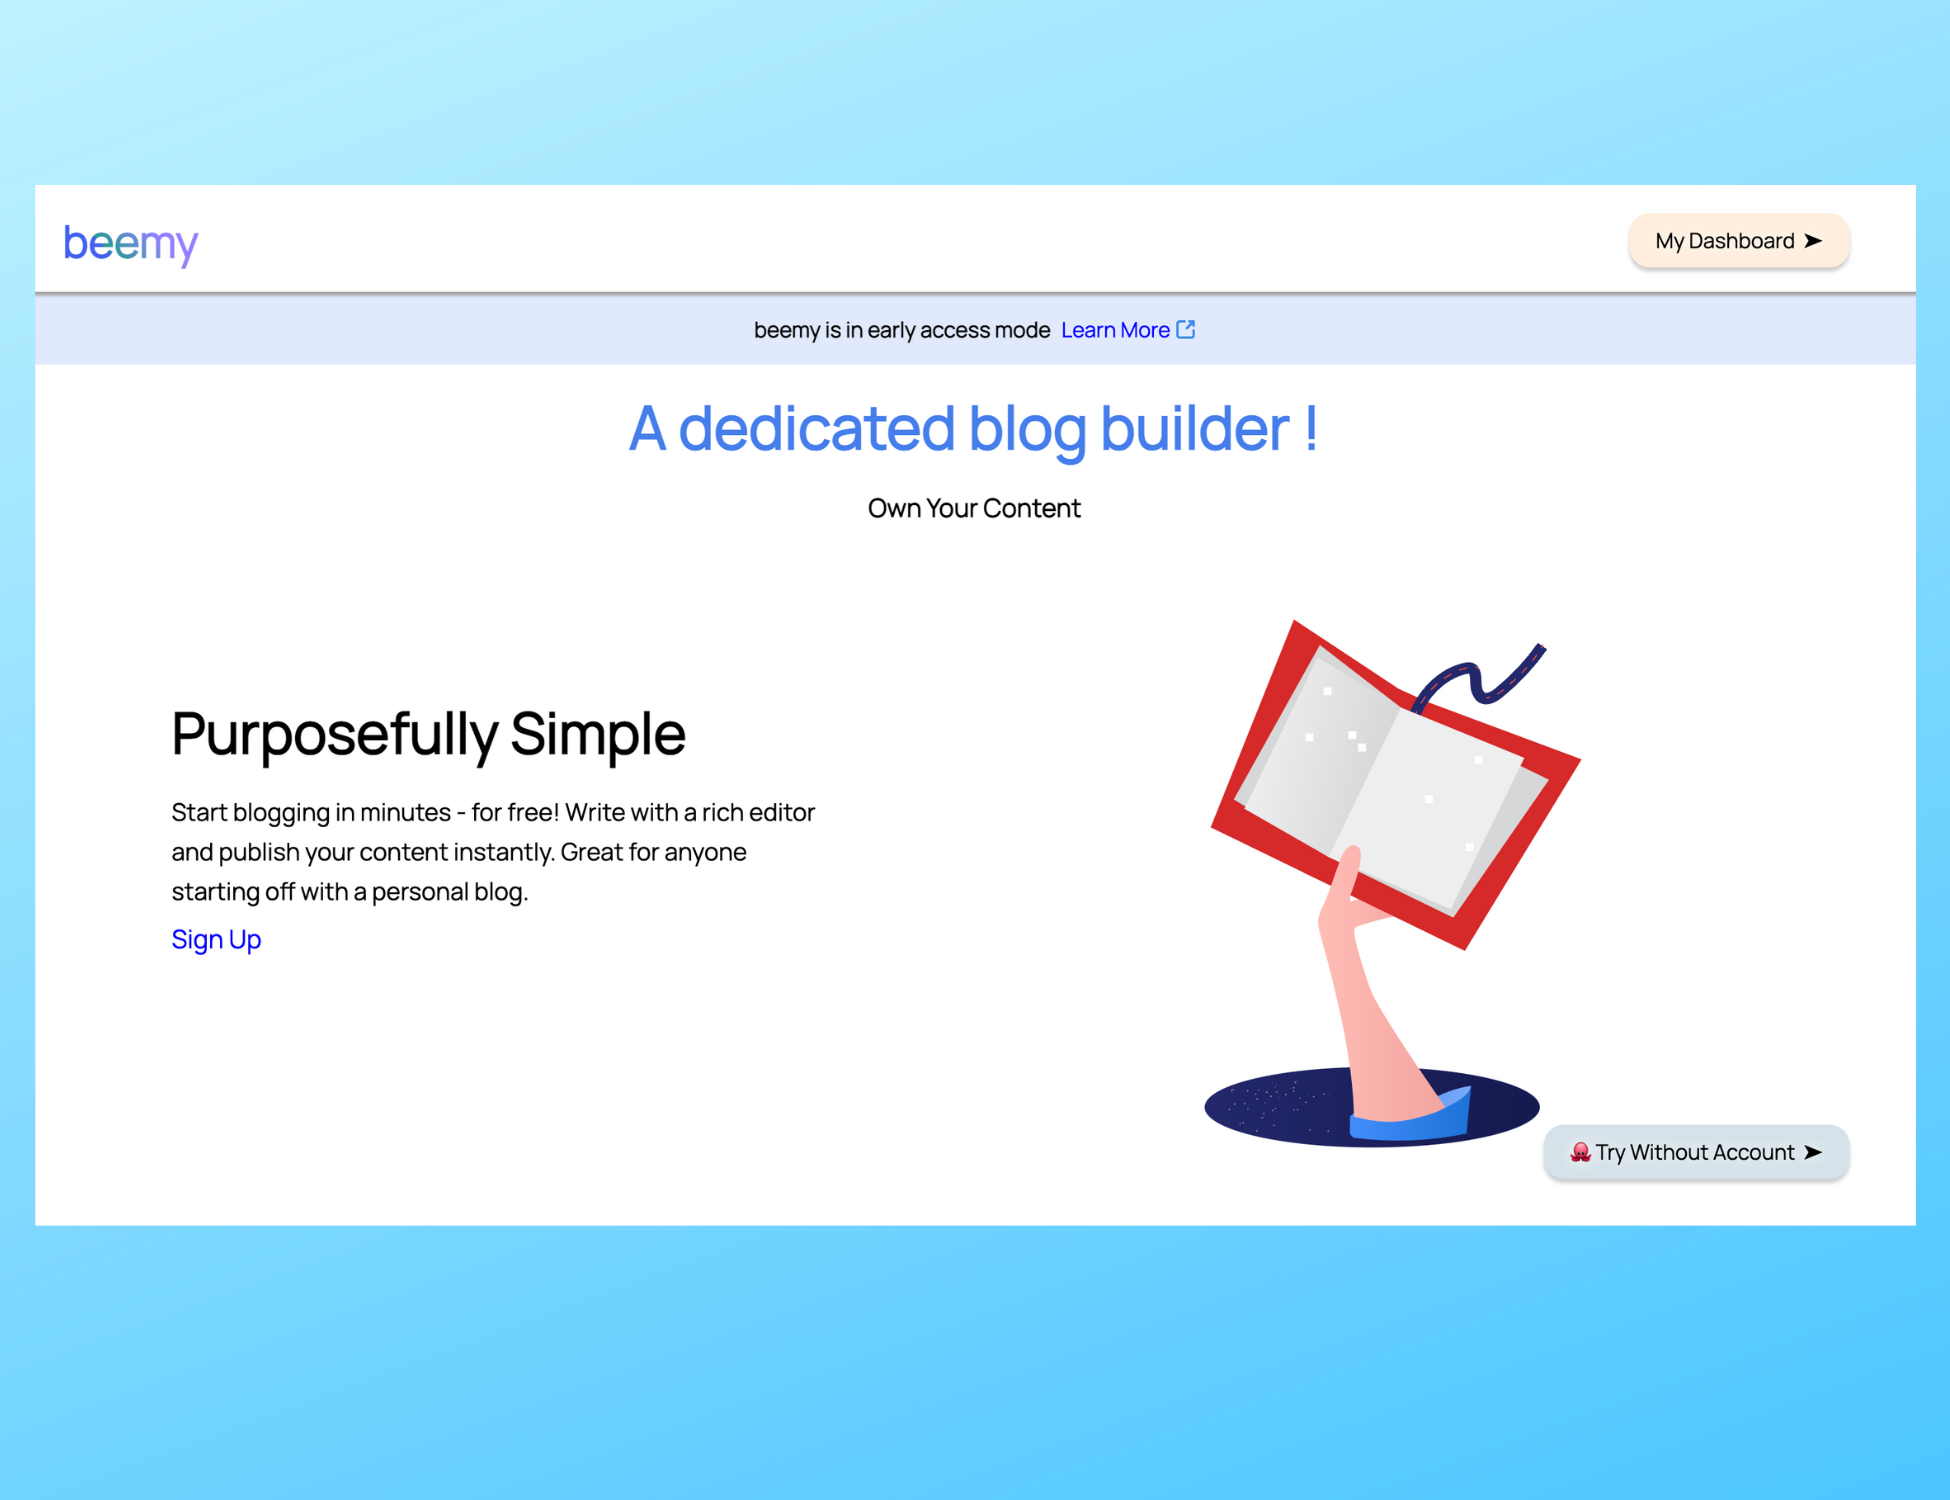 beemy
My Dashboard ➤
beemy is in early access mode Learn More
A dedicated blog builder !
Own Your Content
Purposefully Simple
Start blogging in minutes - for free! Write with a rich editor
and publish your content instantly. Great for anyone
starting off with a personal blog.
Sign Up
🐙 Try Without Account ➤